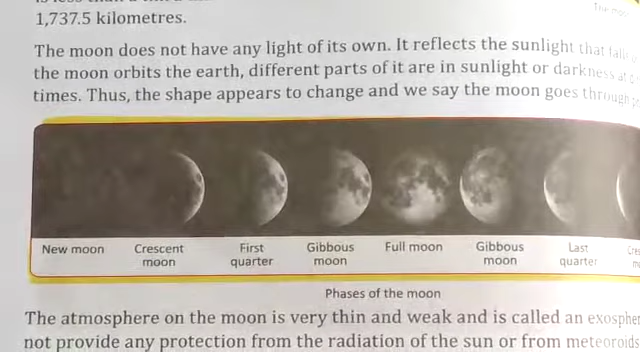 1,737.5 kilometres.
The moon does not have any light of its own. It reflects the sunlight that
the moon orbits the earth, different parts of it are in sunlight or darkness at
times. Thus, the shape appears to change and we say the moon goes through
New moon
Crescent moon
First quarter
Gibbous moon
Full moon
Gibbous moon
Last quarter
Phases of the moon
The atmosphere on the moon is very thin and weak and is called an
not provide any protection from the radiation of the sun or from meteoroids